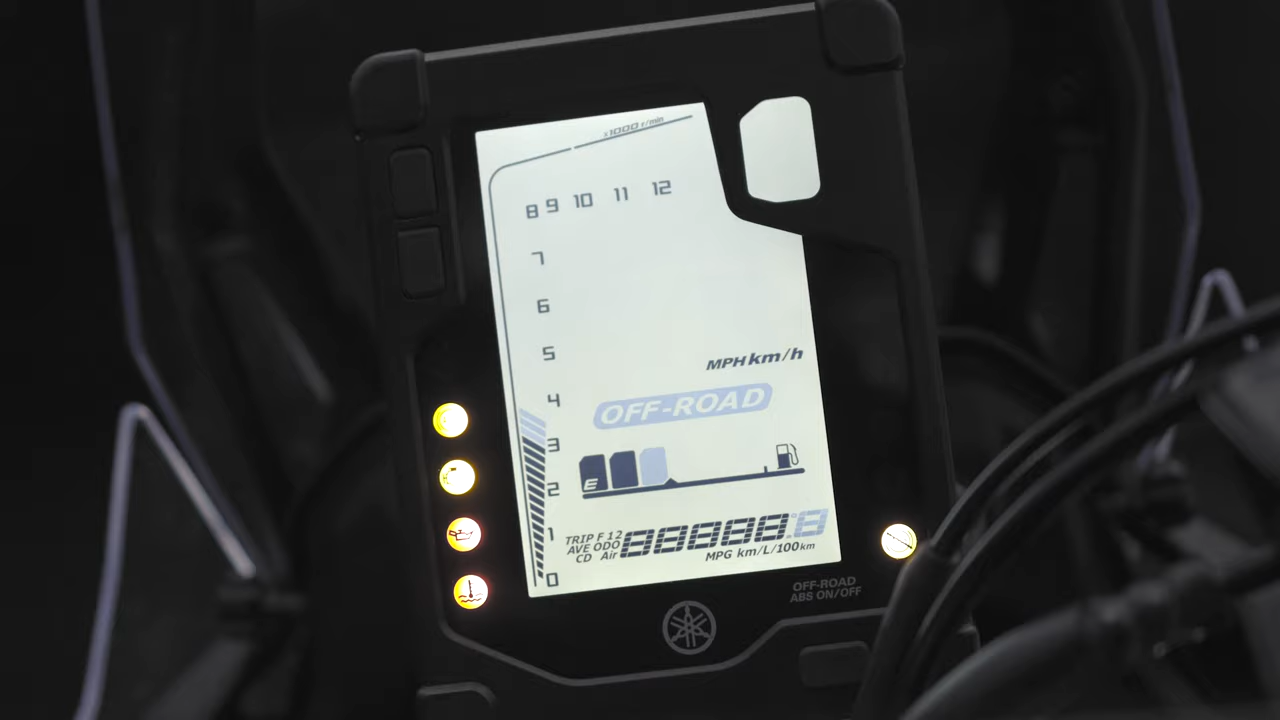 x1000 r/min
8 9 10 11 12
7
6
5
MPH km/h
4
OFF-ROAD
3
E
2
TRIP F 12
88888.8
1
AVE ODO
CD Air
MPG km/L/100km
0
OFF-ROAD
ABS ON/OFF